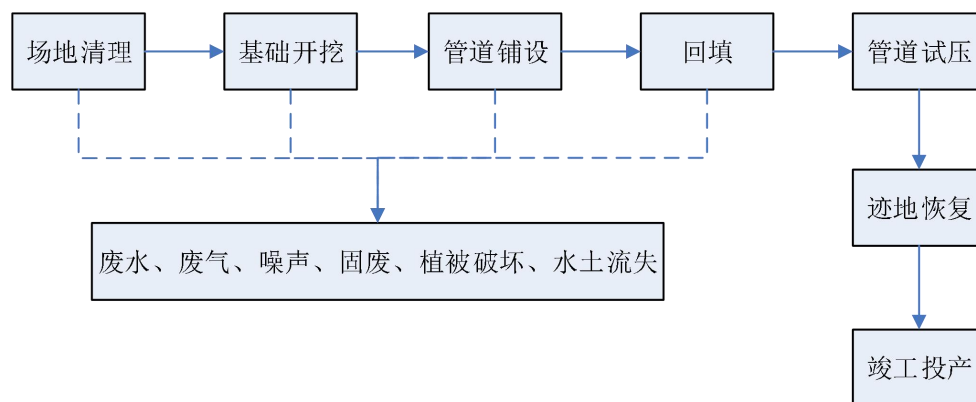 场地清理
基础开挖
管道铺设
回填
管道试压
迹地恢复
废水、废气、噪声、固废、植被破坏、水土流失
竣工投产